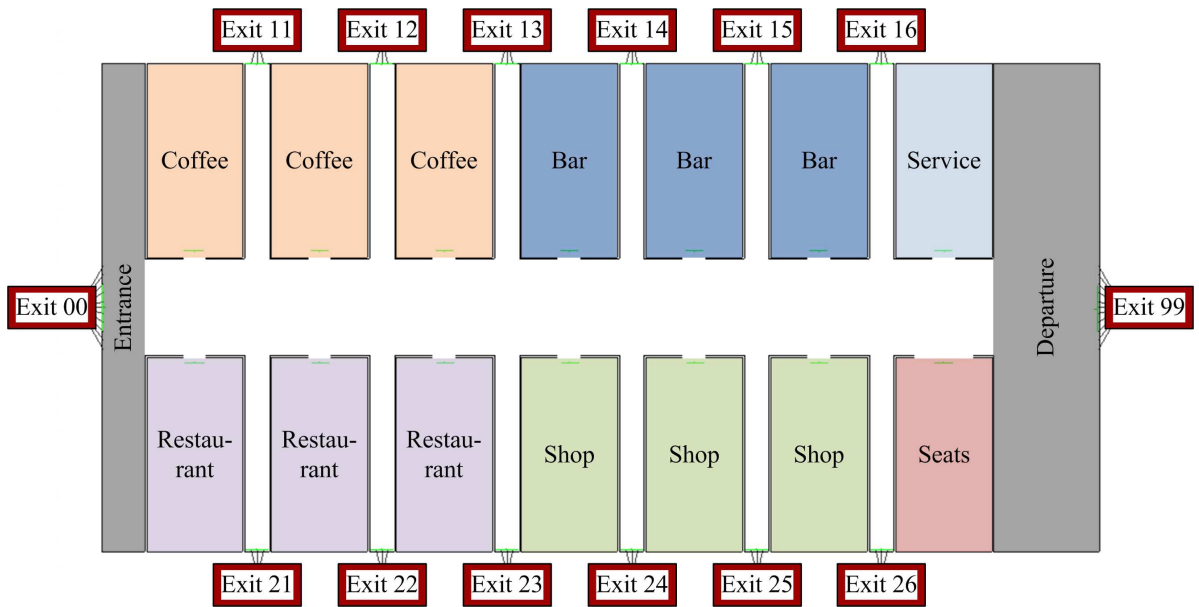 Exit 11
Exit 12
Exit 13
Exit 14
Exit 15
Exit 16
Coffee
Coffee
Coffee
Bar
Bar
Bar
Service
Exit 00
Entrance
Departure
Exit 99
Restau-
rant
Restau-
rant
Restau-
rant
Shop
Shop
Shop
Seats
Exit 21
Exit 22
Exit 23
Exit 24
Exit 25
Exit 26